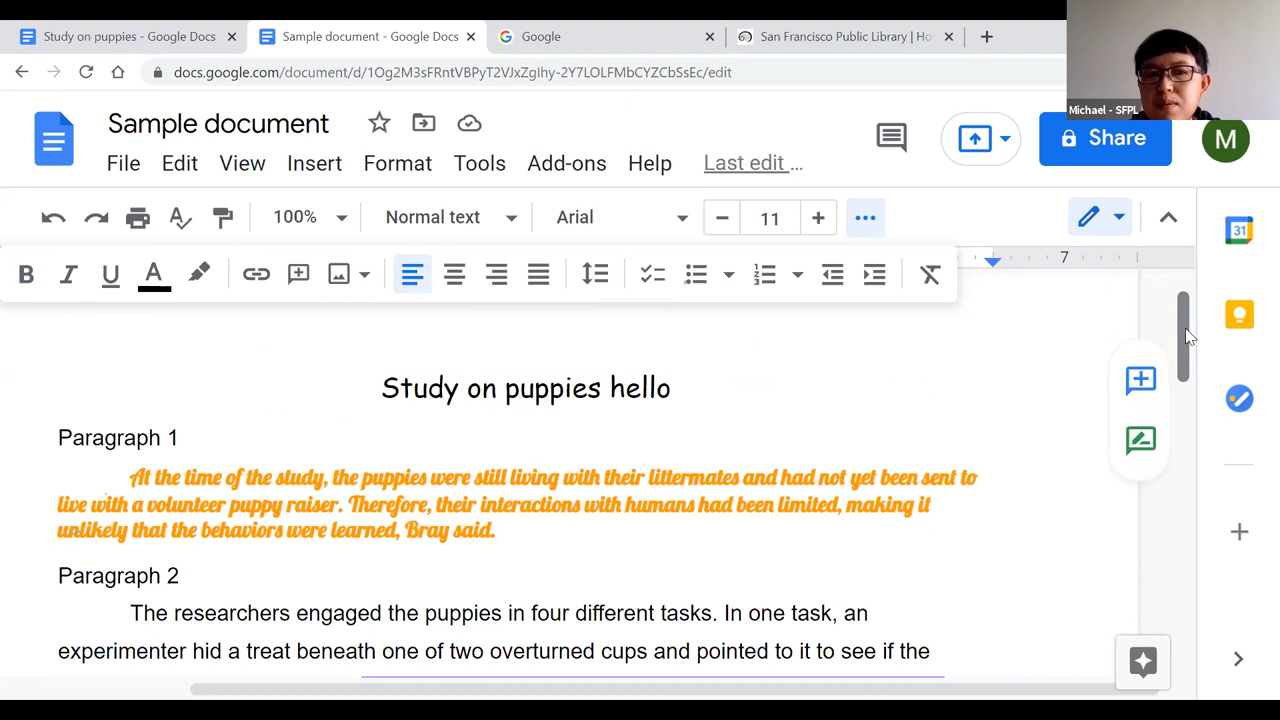 Study on puppies - Google Docs
Sample document - Google Docs
Google
San Francisco Public Library | Ho
docs.google.com/document/d/1Og2M3sFRntVBPyT2VJxZgIhy-2Y7LOLFMbCYZCbSsEc/edit
Michael - SFPL
Sample document
File Edit View Insert Format Tools Add-ons Help Last edit ...
Share
M
100% Normal text Arial 11
B I U A
7
31
Study on puppies hello
Paragraph 1
At the time of the study, the puppies were still living with their littermates and had not yet been sent to
live with a volunteer puppy raiser. Therefore, their interactions with humans had been limited, making it
unlikely that the behaviors were learned, Bray said.
Paragraph 2
The researchers engaged the puppies in four different tasks. In one task, an
experimenter hid a treat beneath one of two overturned cups and pointed to it to see if the